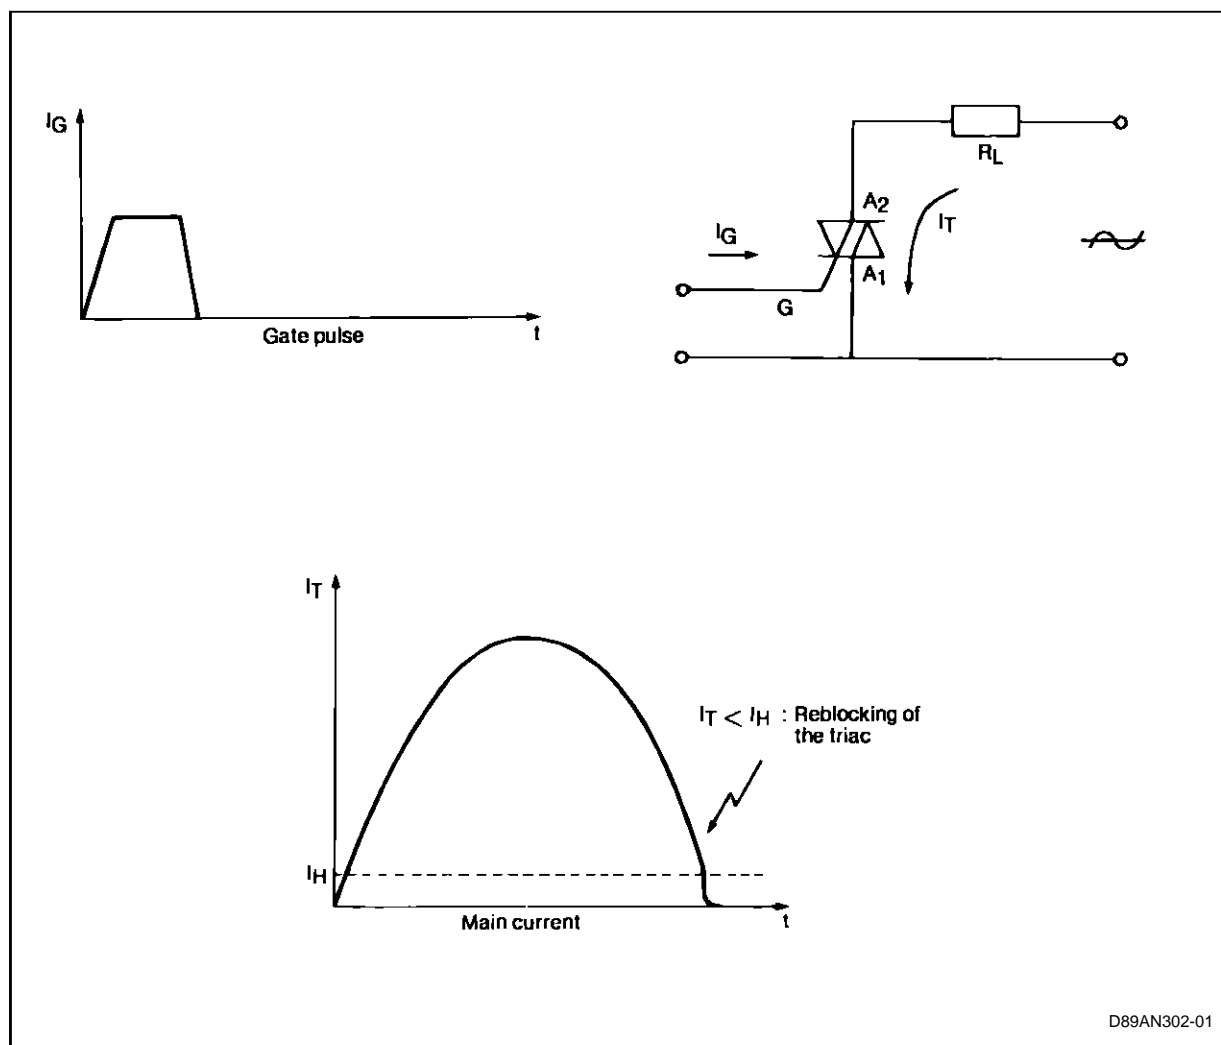 IG
Gate pulse
t
RL
A2
IT
IG
A1
G
IT
IT < IH : Reblocking of
the triac
IH
Main current
t
D89AN302-01